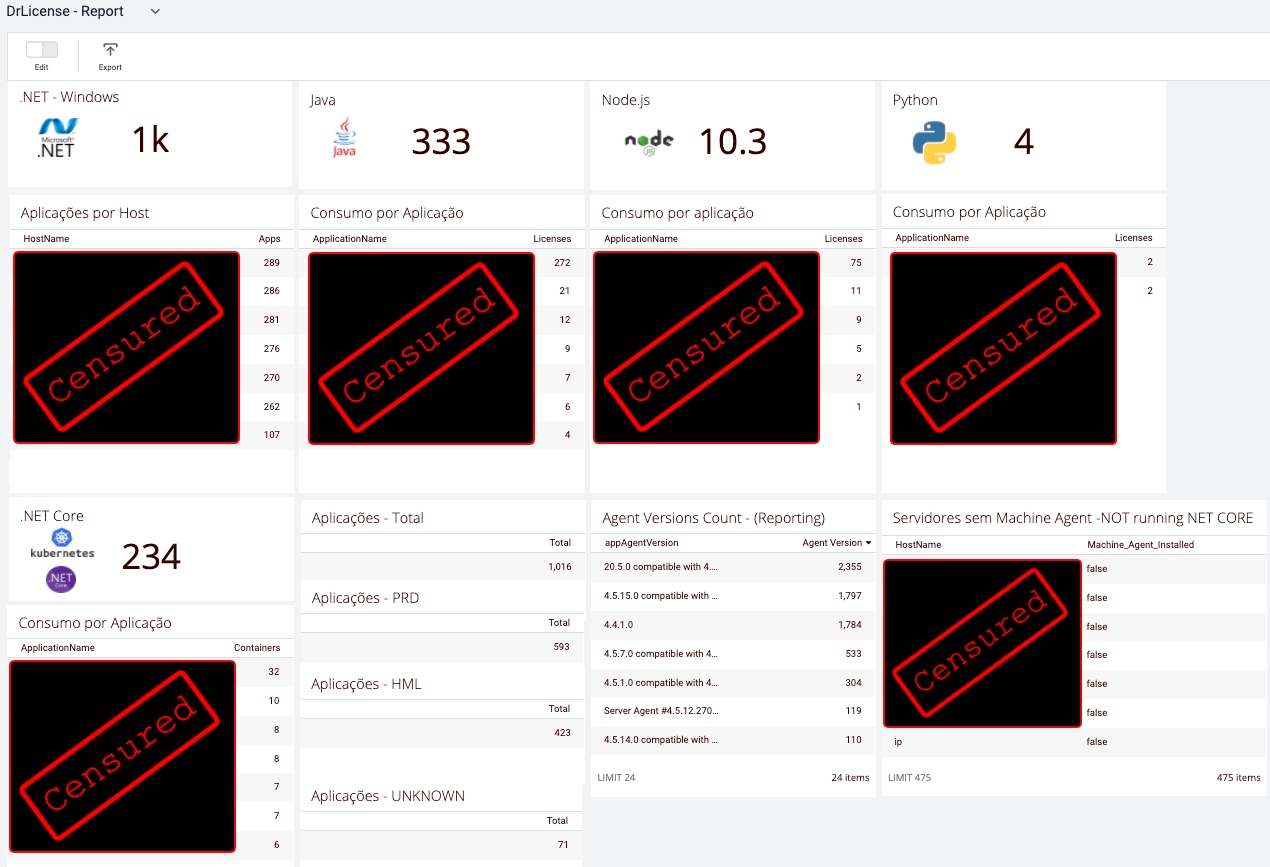 DrLicense - Report
Edit
Export
.NET - Windows
Microsoft®
.NET
1k
Java
Java
333
Node.js
node
JS
10.3
Python
4
Aplicações por Host
HostName Apps
289
286
281
276
270
262
107
Censured
Consumo por Aplicação
ApplicationName Licenses
272
21
12
9
7
6
4
Censured
Consumo por aplicação
ApplicationName Licenses
75
11
9
5
2
1
Censured
Consumo por Aplicação
ApplicationName Licenses
2
2
Censured
.NET Core
kubernetes
.NET
Core
234
Consumo por Aplicação
ApplicationName Containers
32
10
8
8
7
7
6
Censured
Aplicações - Total
Total
1,016
Aplicações - PRD
Total
593
Aplicações - HML
Total
423
Aplicações - UNKNOWN
Total
71
Agent Versions Count - (Reporting)
appAgentVersion Agent Version
20.5.0 compatible with 4.... 2,355
4.5.15.0 compatible with ... 1,797
4.4.1.0 1,784
4.5.7.0 compatible with 4... 533
4.5.1.0 compatible with 4... 304
Server Agent #4.5.12.270... 119
4.5.14.0 compatible with ... 110
LIMIT 24 24 items
Servidores sem Machine Agent -NOT running NET CORE
HostName Machine_Agent_Installed
false
false
false
false
false
false
Censured
ip false
LIMIT 475 475 items